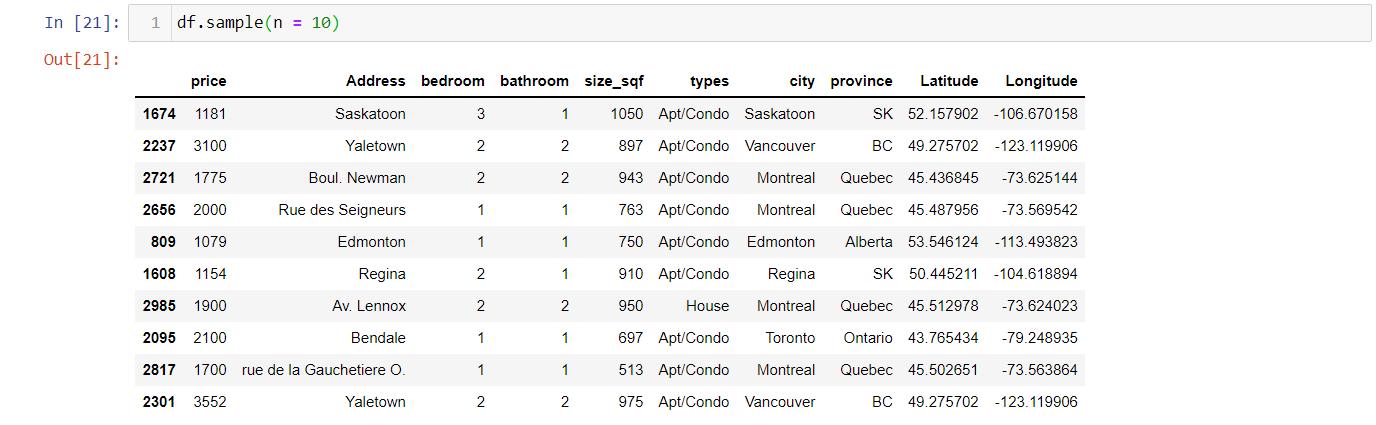 In [21]: 1 df.sample(n = 10)
Out[21]:
price Address bedroom bathroom size_sqf types city province Latitude Longitude
1674 1181 Saskatoon 3 1 1050 Apt/Condo Saskatoon SK 52.157902 -106.670158
2237 3100 Yaletown 2 2 897 Apt/Condo Vancouver BC 49.275702 -123.119906
2721 1775 Boul. Newman 2 2 943 Apt/Condo Montreal Quebec 45.436845 -73.625144
2656 2000 Rue des Seigneurs 1 1 763 Apt/Condo Montreal Quebec 45.487956 -73.569542
809 1079 Edmonton 1 1 750 Apt/Condo Edmonton Alberta 53.546124 -113.493823
1608 1154 Regina 2 1 910 Apt/Condo Regina SK 50.445211 -104.618894
2985 1900 Av. Lennox 2 2 950 House Montreal Quebec 45.512978 -73.624023
2095 2100 Bendale 1 1 697 Apt/Condo Toronto Ontario 43.765434 -79.248935
2817 1700 rue de la Gauchetiere O. 1 1 513 Apt/Condo Montreal Quebec 45.502651 -73.563864
2301 3552 Yaletown 2 2 975 Apt/Condo Vancouver BC 49.275702 -123.119906